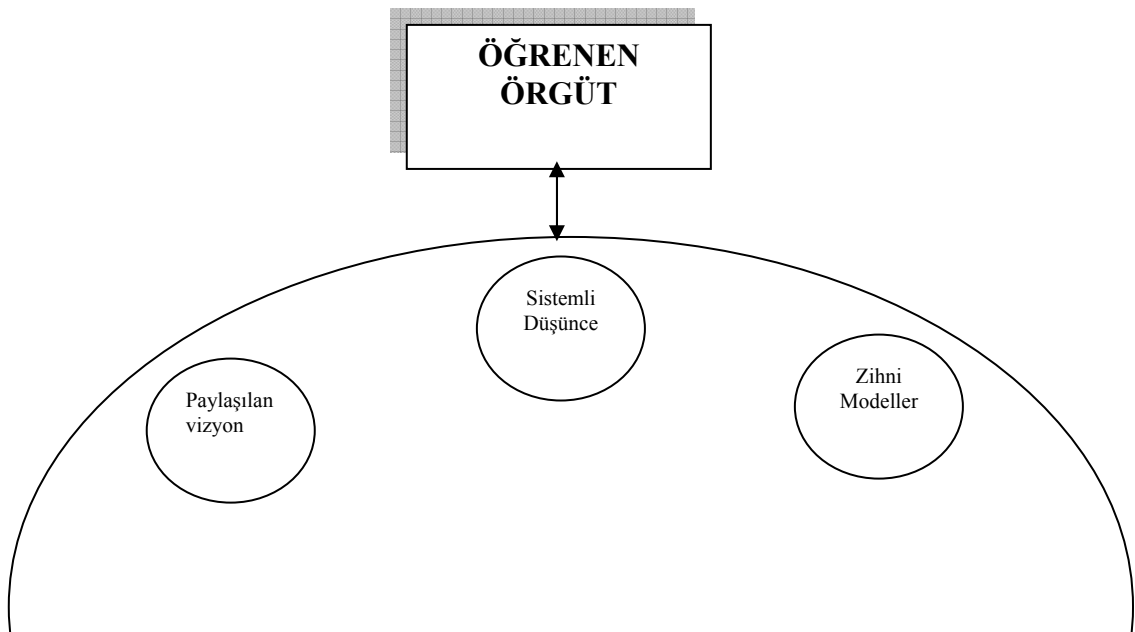 ÖĞRENEN
ÖRGÜT
Sistemli
Düşünce
Paylaşılan
vizyon
Zihni
Modeller